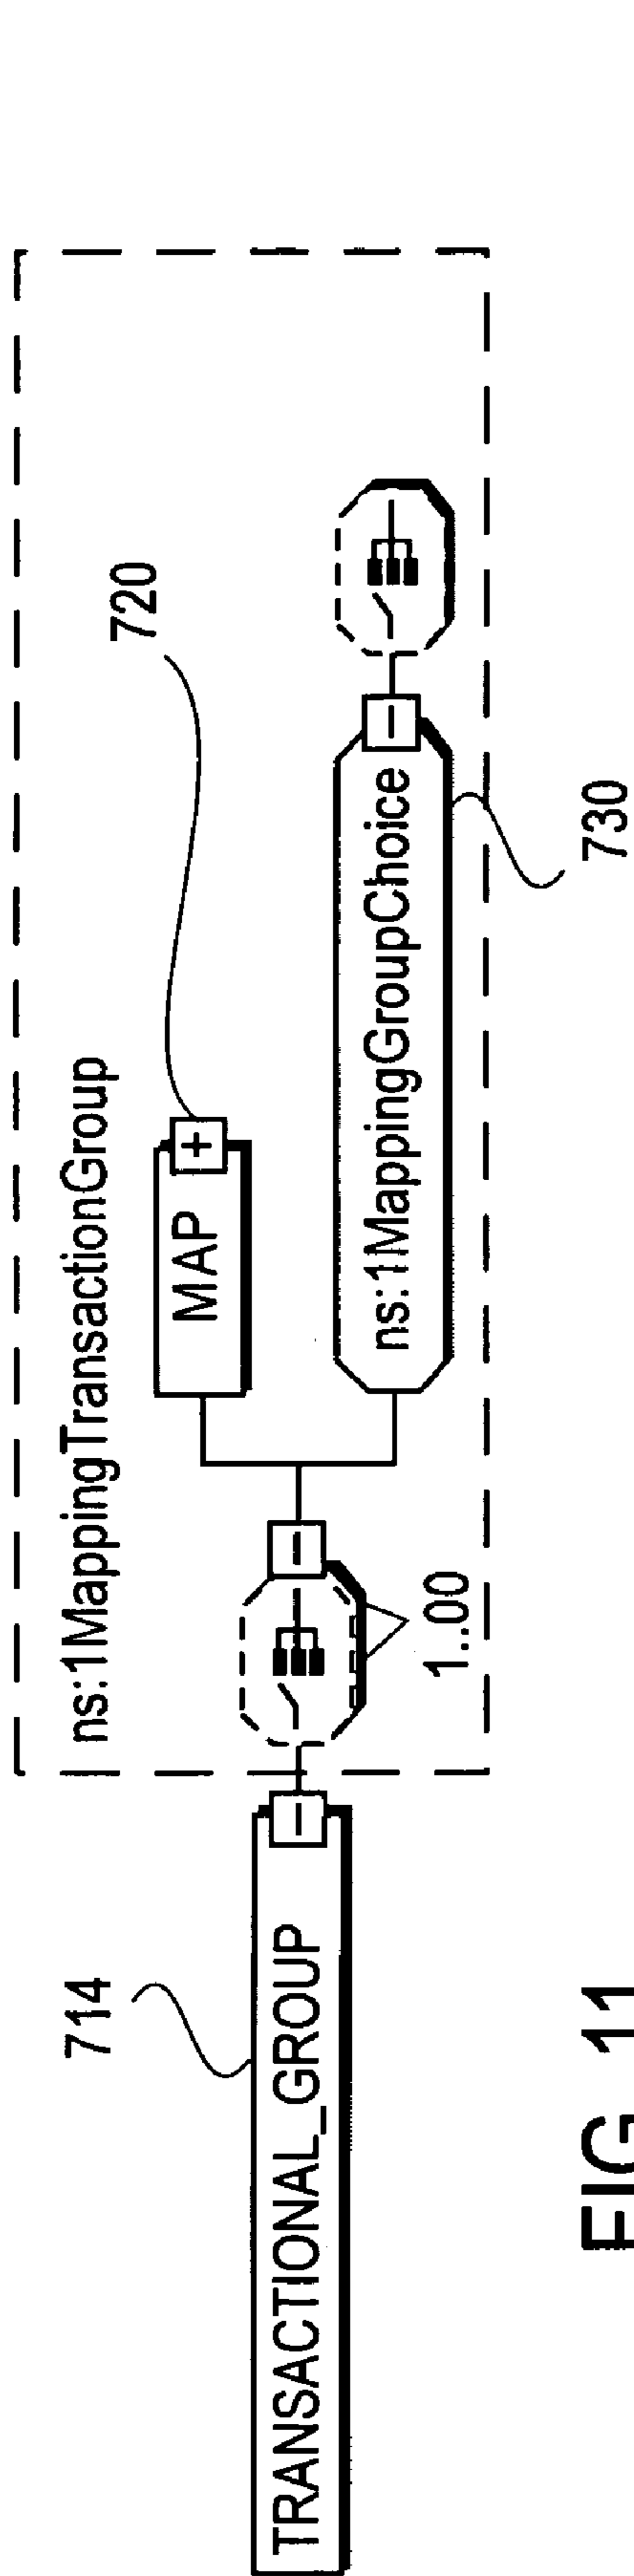 714
TRANSACTIONAL_GROUP
ns:1MappingTransactionGroup
1..00
MAP
720
ns:1MappingGroupChoice
730
FIG. 11